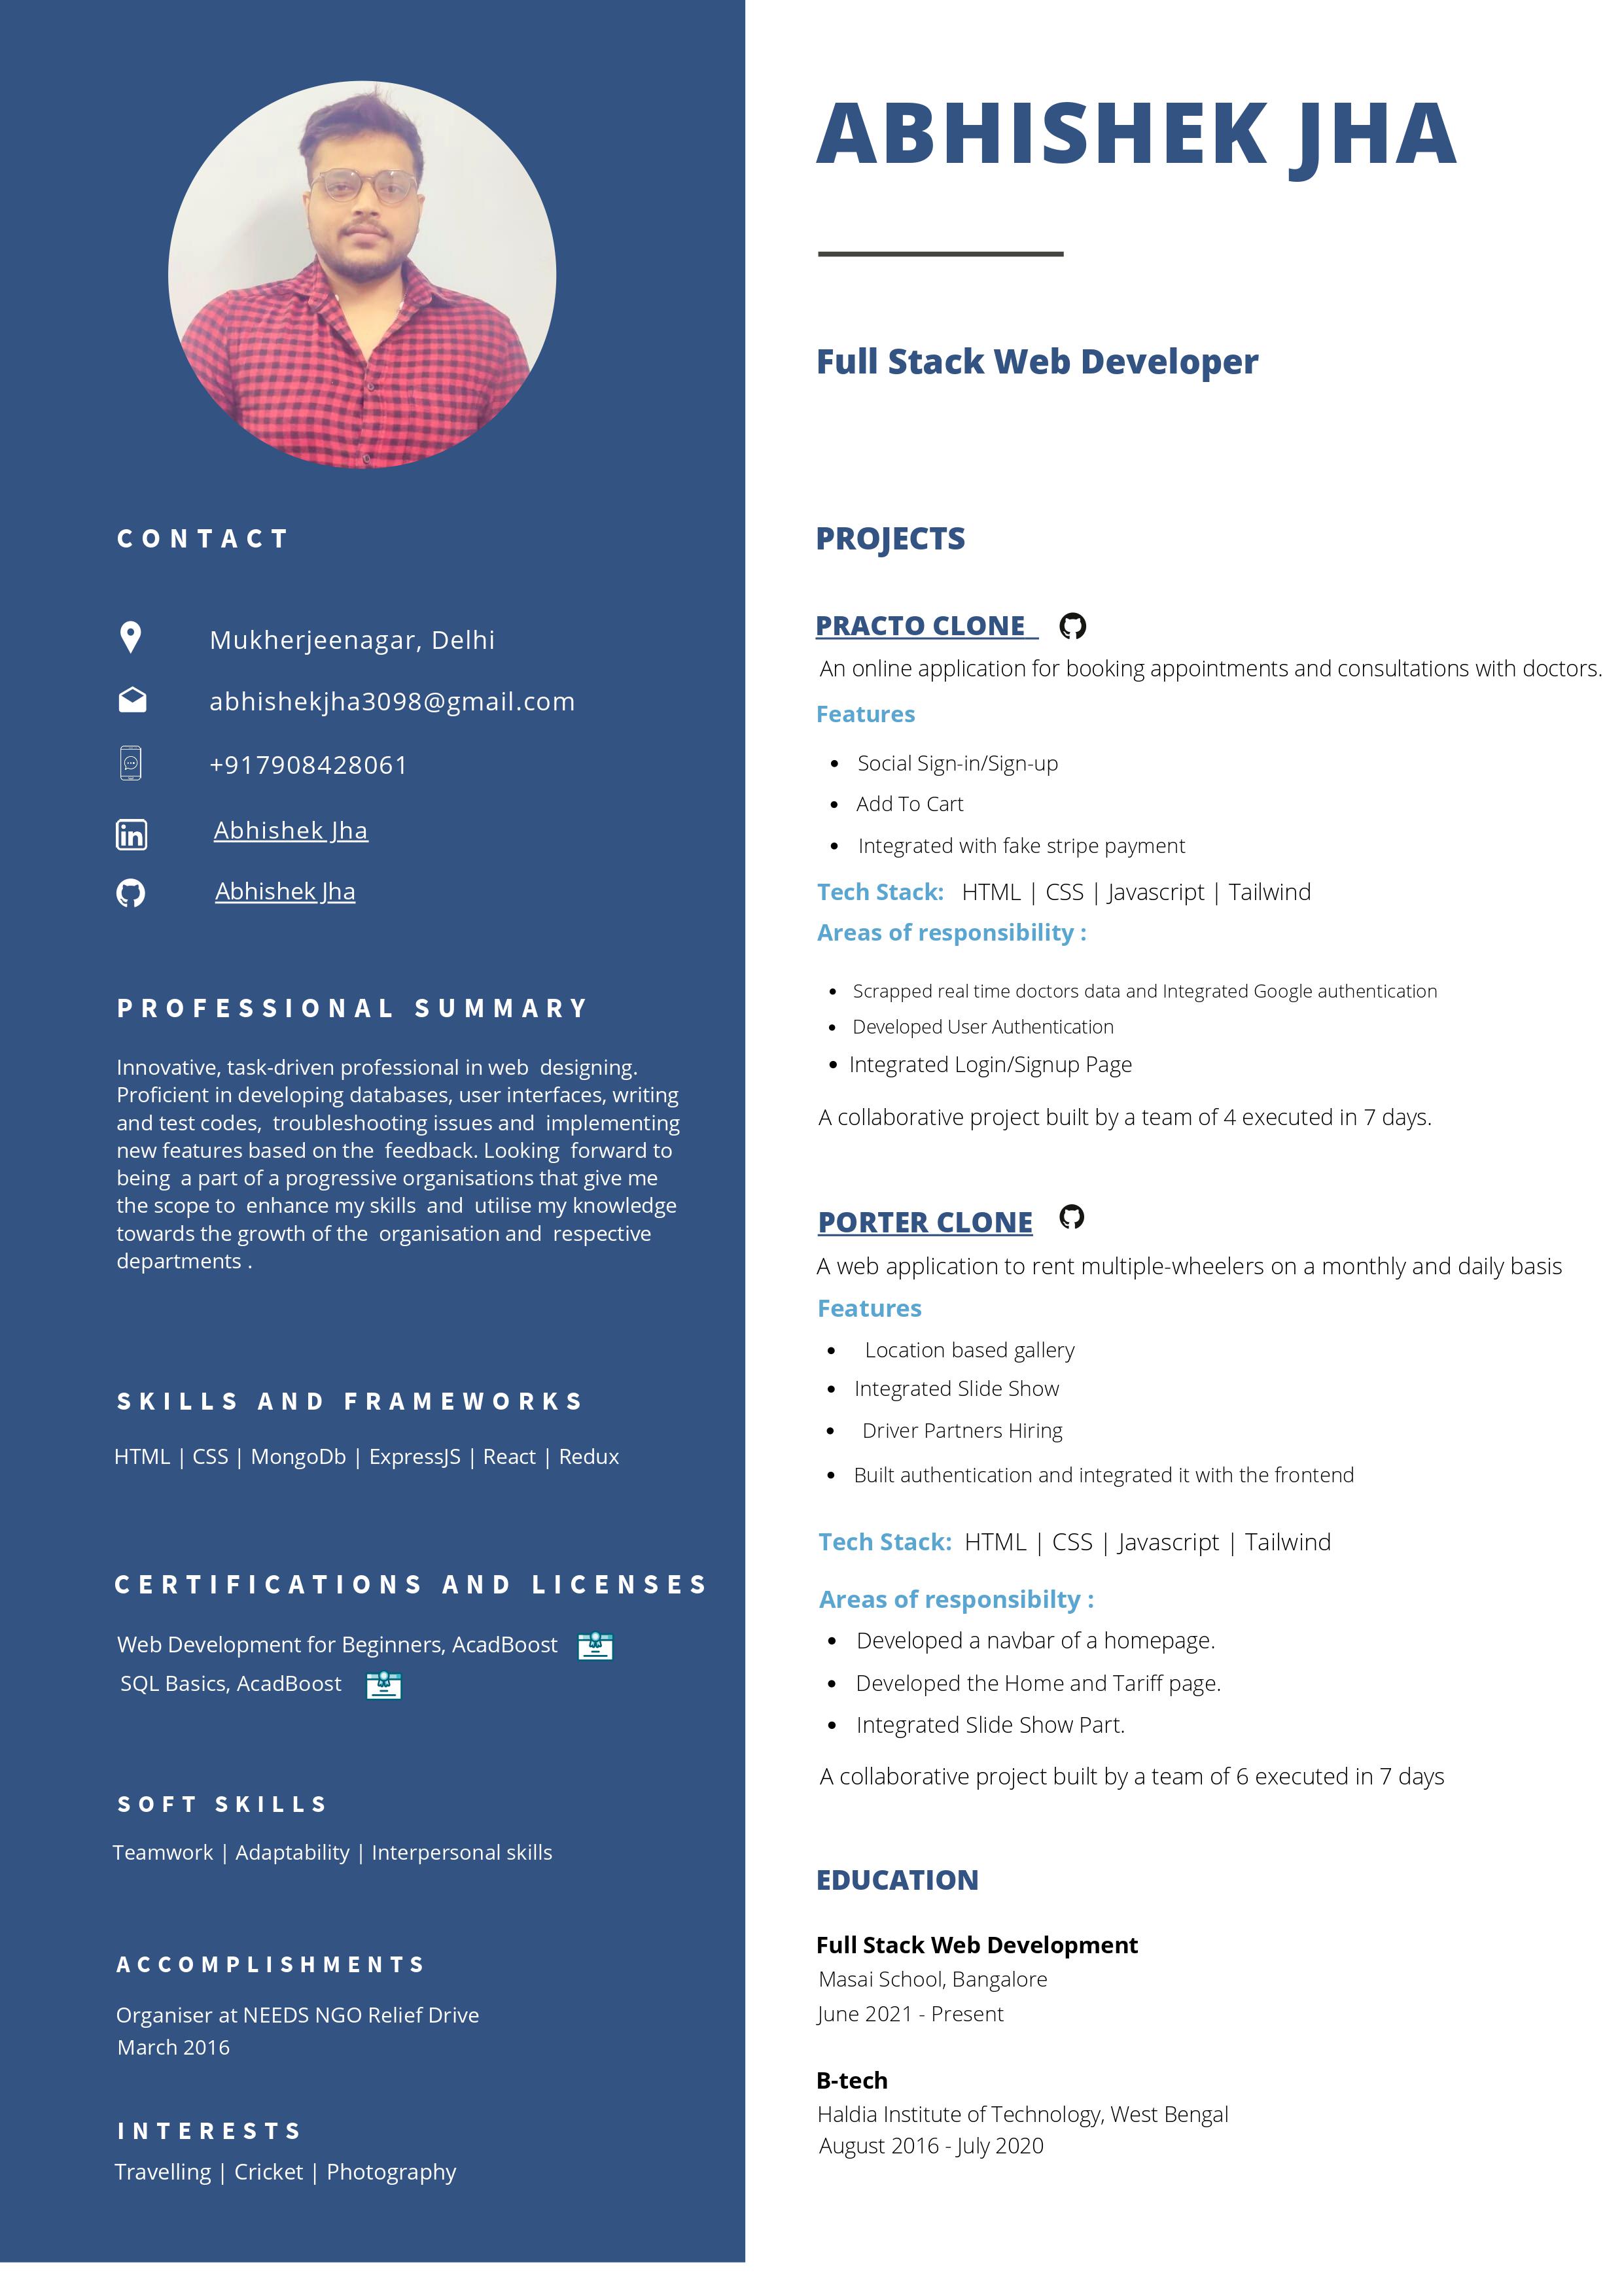 ABHISHEK JHA
Full Stack Web Developer
CONTACT
Mukherjeenagar, Delhi
abhishekjha3098@gmail.com
+917908428061
in
Abhishek Jha
Abhishek Jha
PROFESSIONAL SUMMARY
Innovative, task-driven professional in web designing.
Proficient in developing databases, user interfaces, writing
and test codes, troubleshooting issues and implementing
new features based on the feedback. Looking forward to
being a part of a progressive organisations that give me
the scope to enhance my skills and utilise my knowledge
towards the growth of the organisation and respective
departments .
SKILLS AND FRAMEWORKS
HTML | CSS | MongoDb | ExpressJS | React | Redux
CERTIFICATIONS AND LICENSES
Web Development for Beginners, AcadBoost
SQL Basics, AcadBoost
SOFT SKILLS
Teamwork | Adaptability | Interpersonal skills
ACCOMPLISHMENTS
Organiser at NEEDS NGO Relief Drive
March 2016
INTERESTS
Travelling | Cricket | Photography
PROJECTS
PRACTO CLONE
An online application for booking appointments and consultations with doctors.
Features
• Social Sign-in/Sign-up
• Add To Cart
• Integrated with fake stripe payment
Tech Stack: HTML | CSS | Javascript | Tailwind
Areas of responsibility :
• Scrapped real time doctors data and Integrated Google authentication
• Developed User Authentication
• Integrated Login/Signup Page
A collaborative project built by a team of 4 executed in 7 days.
PORTER CLONE
A web application to rent multiple-wheelers on a monthly and daily basis
Features
• Location based gallery
• Integrated Slide Show
• Driver Partners Hiring
• Built authentication and integrated it with the frontend
Tech Stack: HTML | CSS | Javascript | Tailwind
Areas of responsibilty :
• Developed a navbar of a homepage.
• Developed the Home and Tariff page.
• Integrated Slide Show Part.
A collaborative project built by a team of 6 executed in 7 days
EDUCATION
Full Stack Web Development
Masai School, Bangalore
June 2021 - Present
B-tech
Haldia Institute of Technology, West Bengal
August 2016 - July 2020